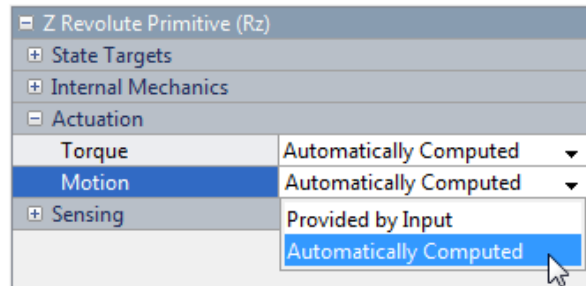 Z Revolute Primitive (Rz)
State Targets
Internal Mechanics
Actuation
Torque Automatically Computed
Motion Automatically Computed
Sensing
Provided by Input
Automatically Computed